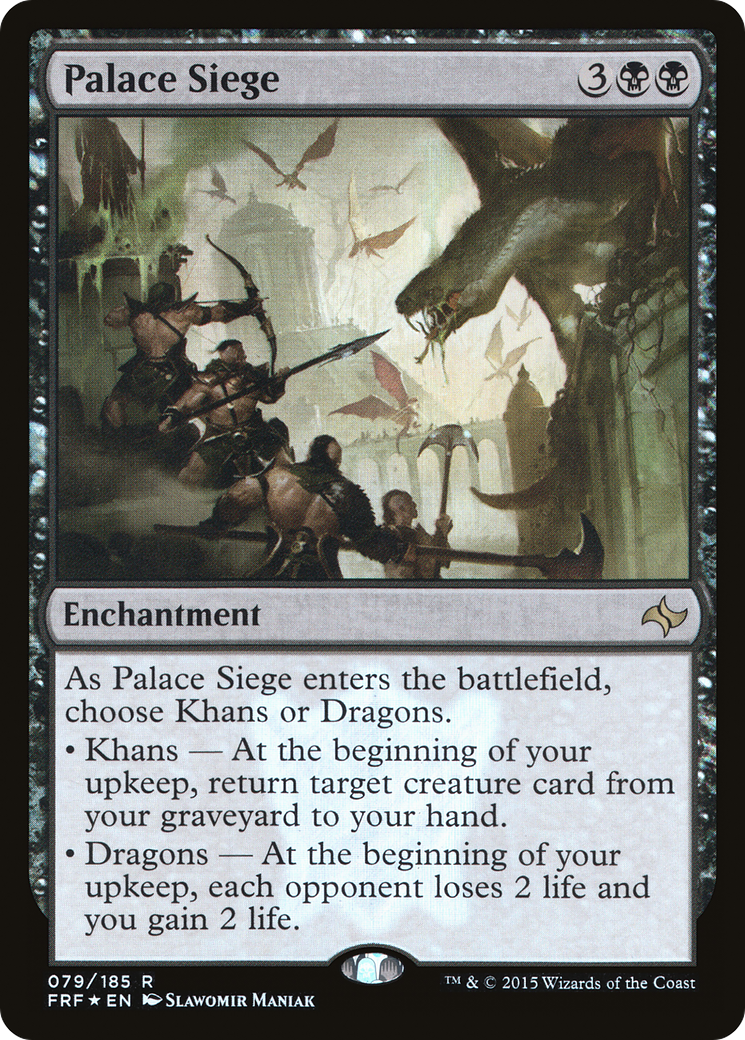 Palace Siege 3
Enchantment
As Palace Siege enters the battlefield,
choose Khans or Dragons.
• Khans — At the beginning of your
upkeep, return target creature card from
your graveyard to your hand.
• Dragons — At the beginning of your
upkeep, each opponent loses 2 life and
you gain 2 life.
079/185 R
FRF★EN Slawomir Maniak
™ & © 2015 Wizards of the Coast